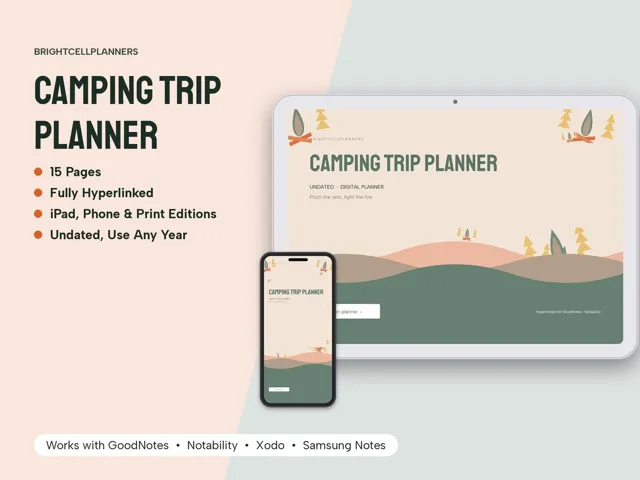 BRIGHTCELLPLANNERS
CAMPING TRIP
PLANNER
15 Pages
Fully Hyperlinked
iPad, Phone & Print Editions
Undated, Use Any Year
CAMPING TRIP PLANNER
UNDATED · DIGITAL PLANNER
Pitch the tent, light the fire
planner
Hyperlinked for GoodNotes · Notability
CAMPING TRIP PLANNER
Works with GoodNotes • Notability • Xodo • Samsung Notes